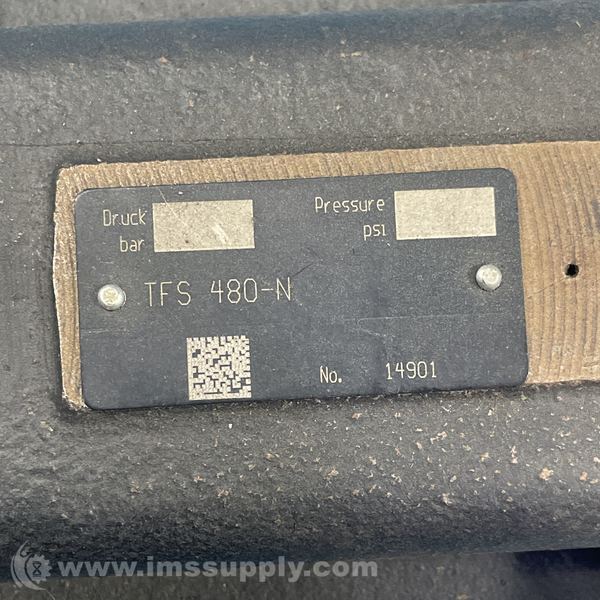 Druck
bar
Pressure
psi
TFS 480-N
No. 14901
www.imssupply.com